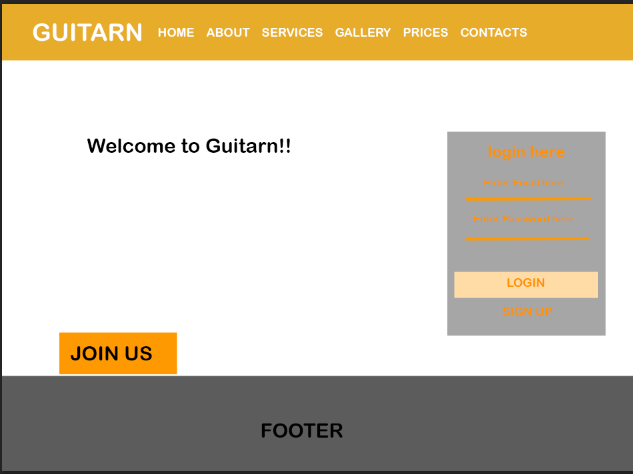 GUITARN HOME ABOUT SERVICES GALLERY PRICES CONTACTS
Welcome to Guitarn!!
login here
LOGIN
SIGN UP
JOIN US
FOOTER